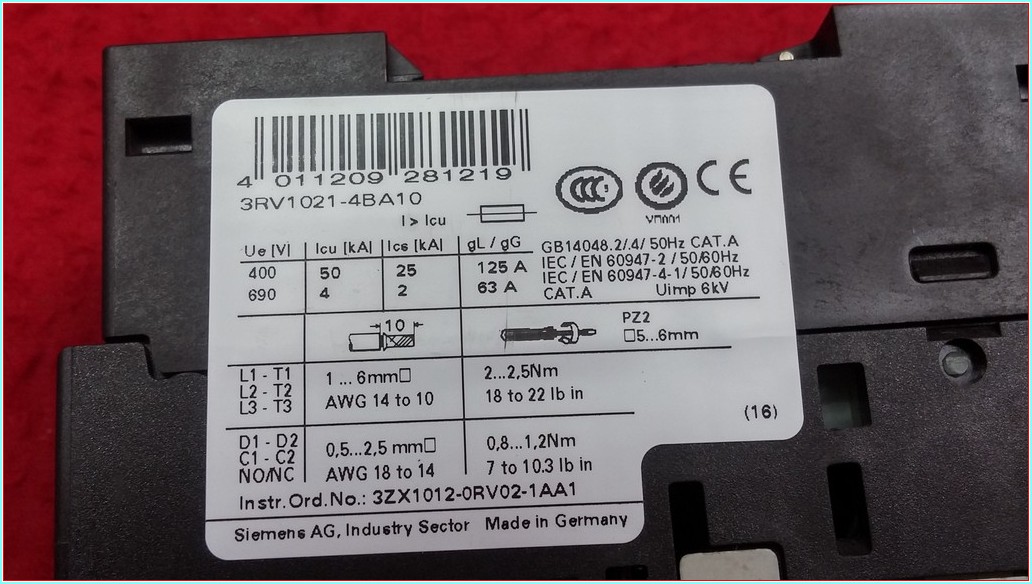 4 011209 281219
3RV1021-4BA10
I > Icu
CCC
CE
Ue [V] Icu [kA] Ics [kA] gL / gG
400 50 25 125 A
690 4 2 63 A
GB14048.2/.4/ 50Hz CAT.A
IEC / EN 60947-2 / 50/60Hz
IEC / EN 60947-4-1/ 50/60Hz
CAT.A Uimp 6kV
10
PZ2
□5...6mm
L1 - T1
L2 - T2
L3 - T3
1 ... 6mm□
AWG 14 to 10
2...2,5Nm
18 to 22 lb in
(16)
D1 - D2
C1 - C2
NO/NC
0,5...2,5 mm□
AWG 18 to 14
0,8...1,2Nm
7 to 10.3 lb in
Instr.Ord.No.: 3ZX1012-0RV02-1AA1
Siemens AG, Industry Sector Made in Germany